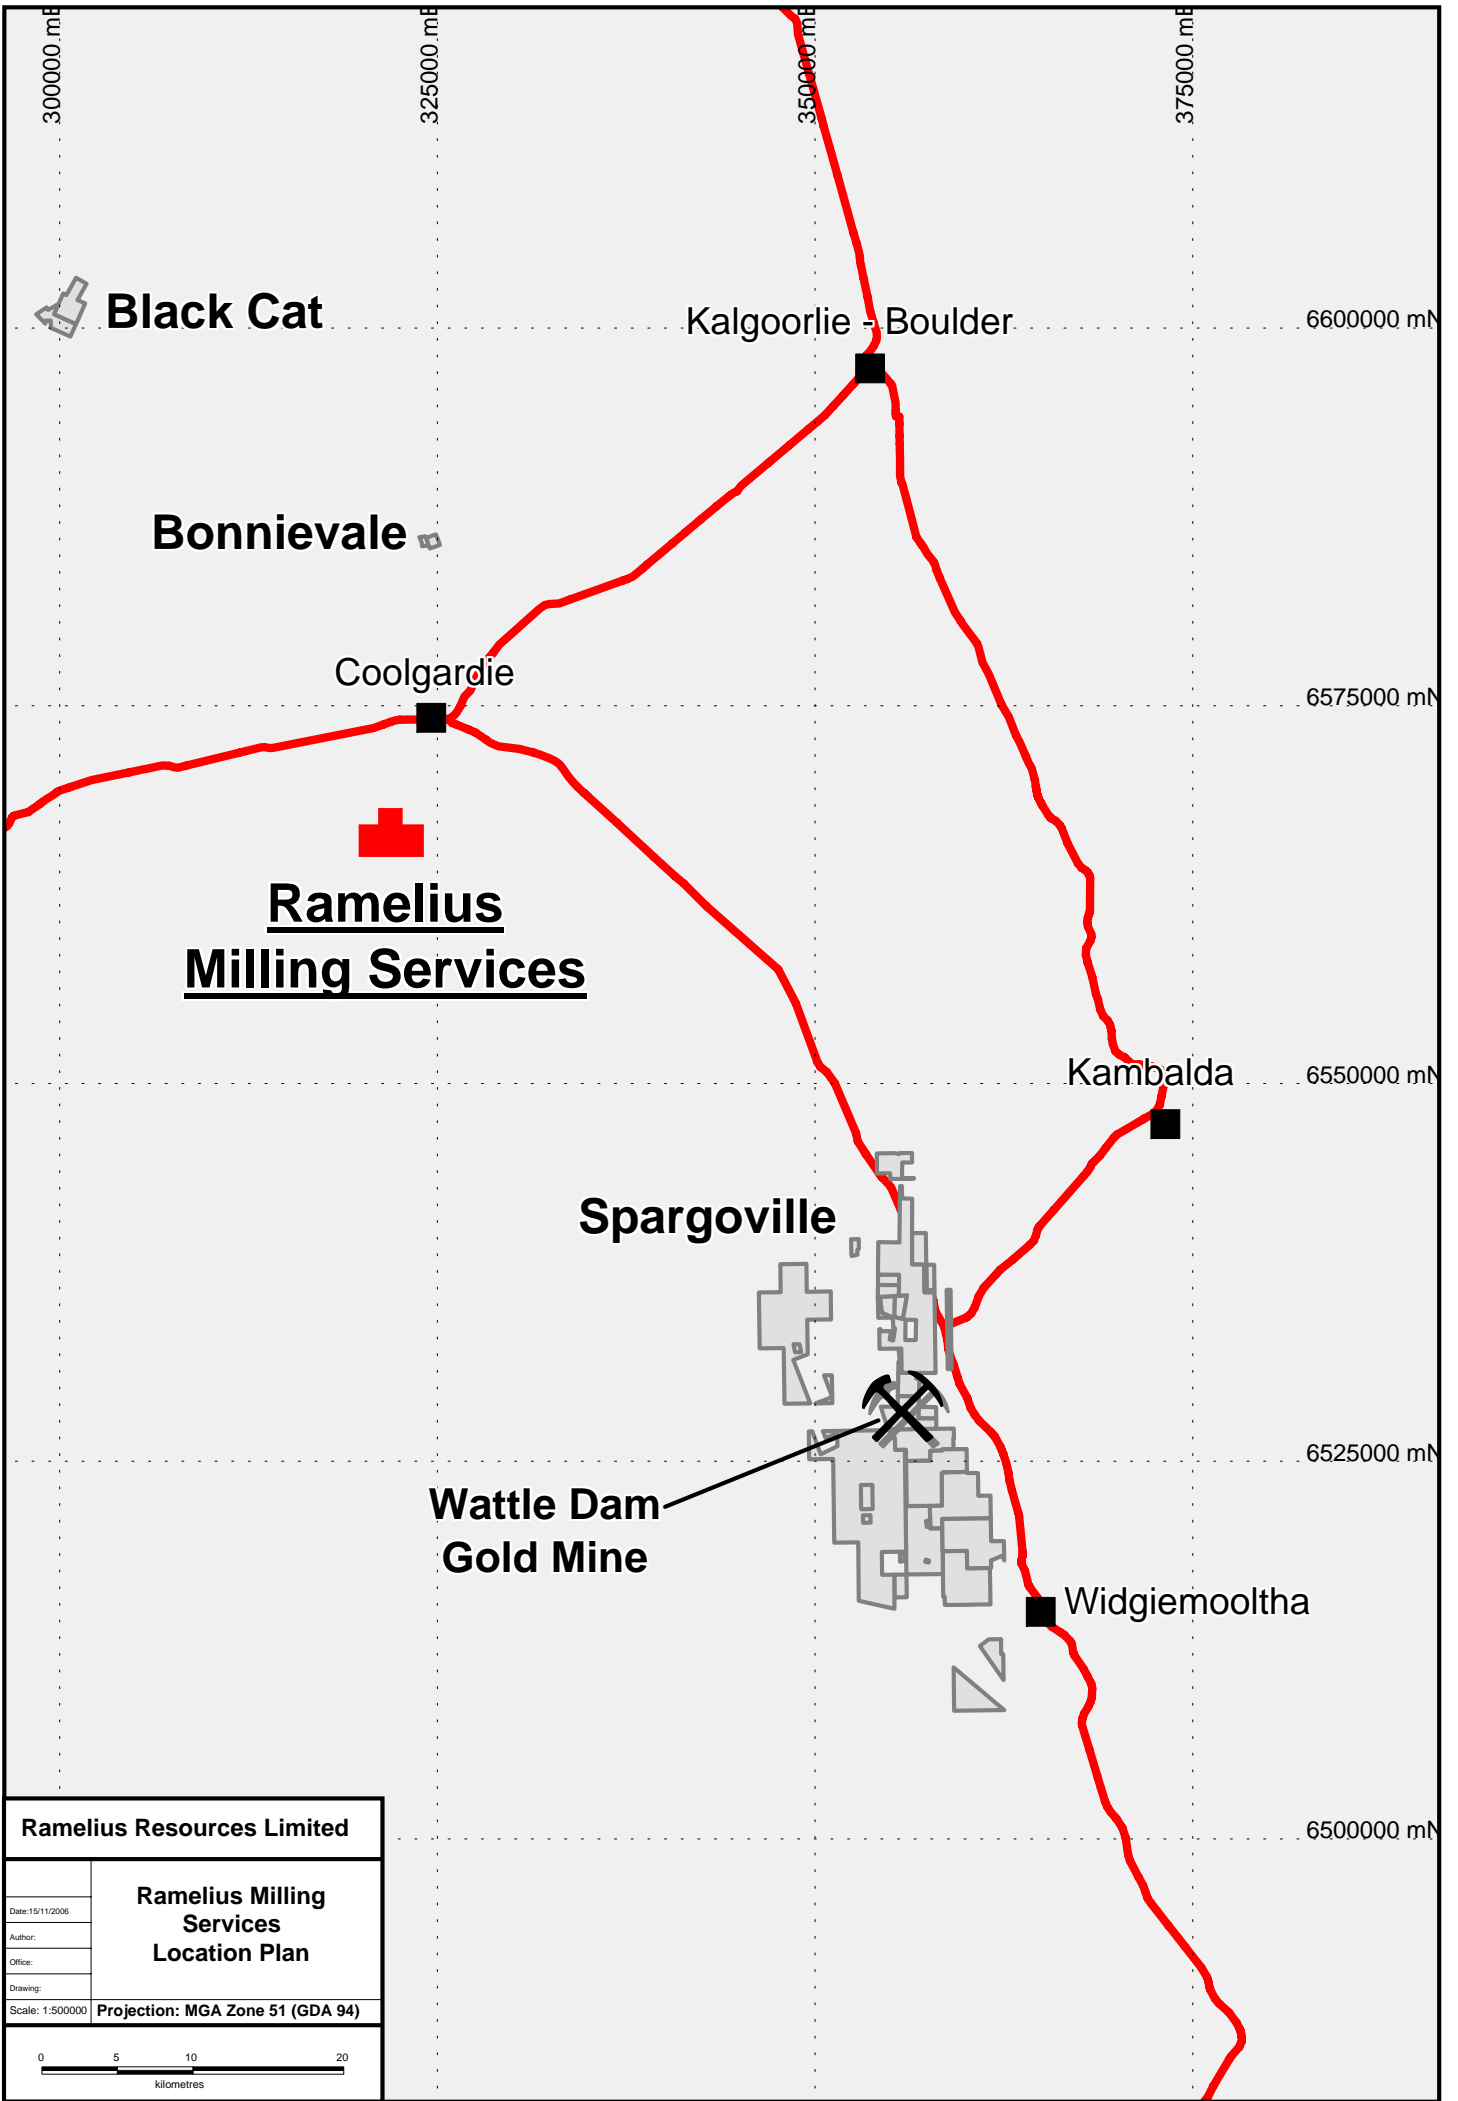 300000 mE
325000 mE
350000 mE
375000 mE
Black Cat
Kalgoorlie - Boulder
6600000 mN
Bonnievale
Coolgardie
6575000 mN
Ramelius
Milling Services
Kambalda
6550000 mN
Spargoville
6525000 mN
Wattle Dam
Gold Mine
Widgiemooltha
6500000 mN
Ramelius Resources Limited
Ramelius Milling
Services
Location Plan
Date:15/11/2006
Author:
Office:
Drawing:
Scale: 1:500000
Projection: MGA Zone 51 (GDA 94)
0 5 10 20
kilometres